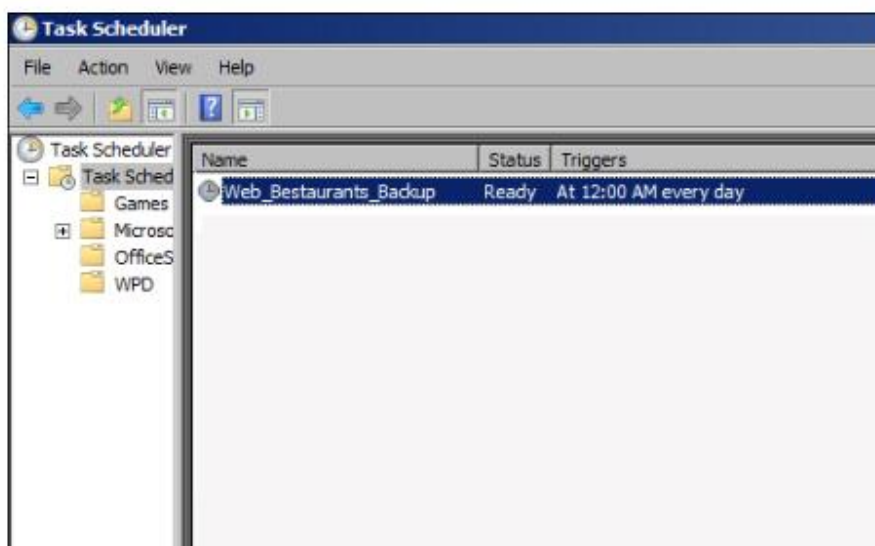 Task Scheduler
File Action View Help
Task Scheduler
Task Sched
Games
Microsc
OfficeS
WPD
Name Status Triggers
Web_Bestaurants_Backup Ready At 12:00 AM every day